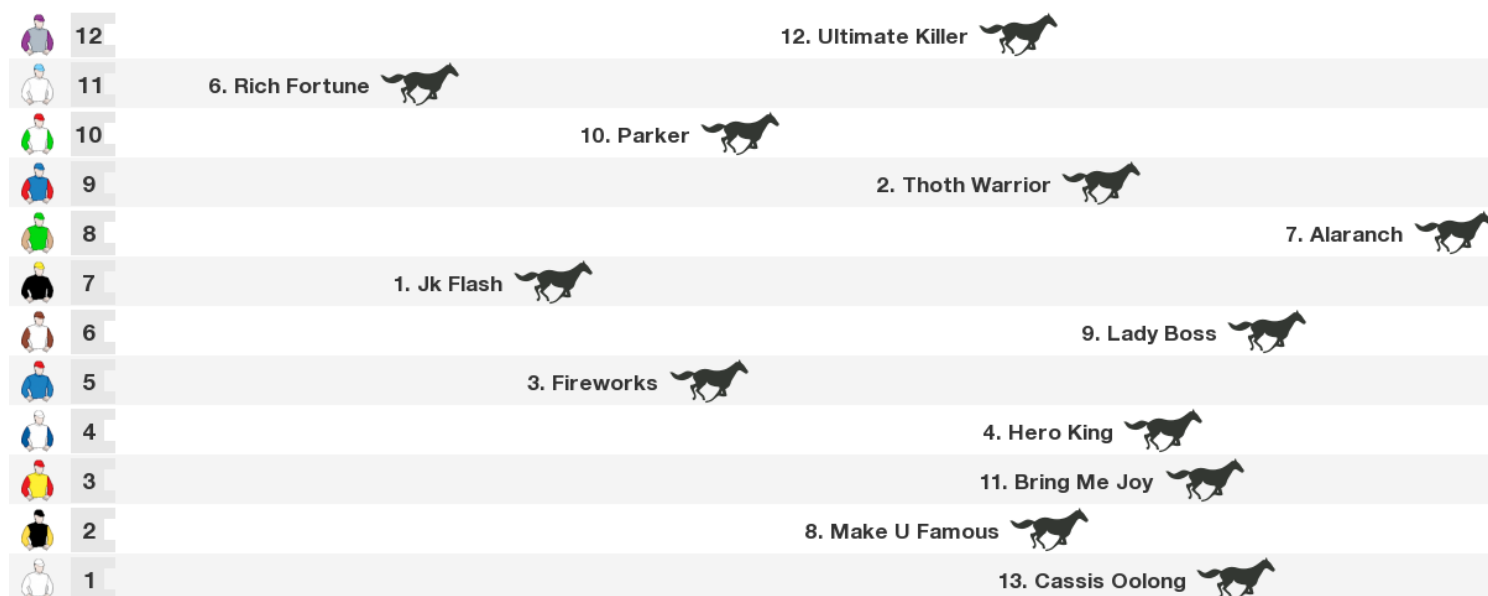 12 12. Ultimate Killer
11 6. Rich Fortune
10 10. Parker
9 2. Thoth Warrior
8 7. Alaranch
7 1. Jk Flash
6 9. Lady Boss
5 3. Fireworks
4 4. Hero King
3 11. Bring Me Joy
2 8. Make U Famous
1 13. Cassis Oolong